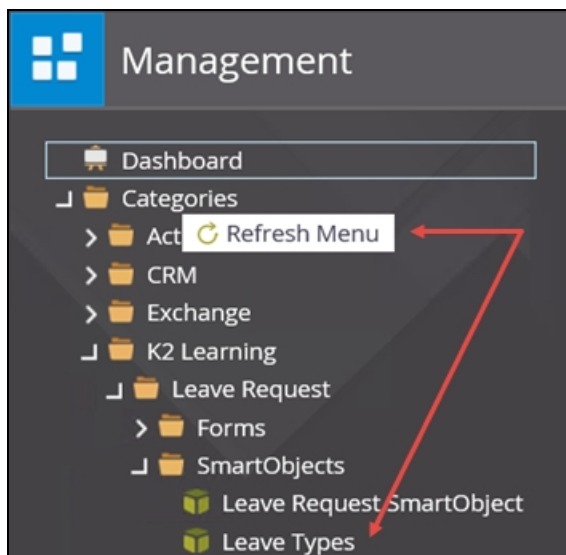 Management
Dashboard
Categories
Act
Refresh Menu
CRM
Exchange
K2 Learning
Leave Request
Forms
SmartObjects
Leave Request SmartObject
Leave Types